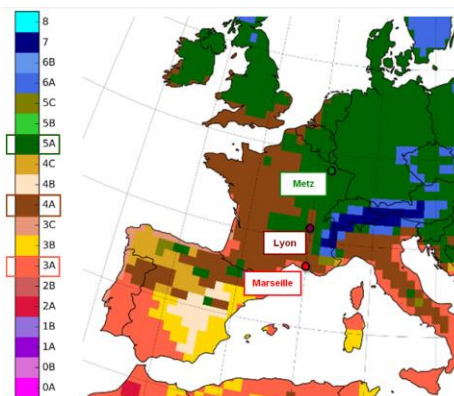 8
7
6B
6A
5C
5B
5A
4C
4B
4A
3C
3B
3A
2B
2A
1B
1A
0B
0A
Metz
Lyon
Marseille